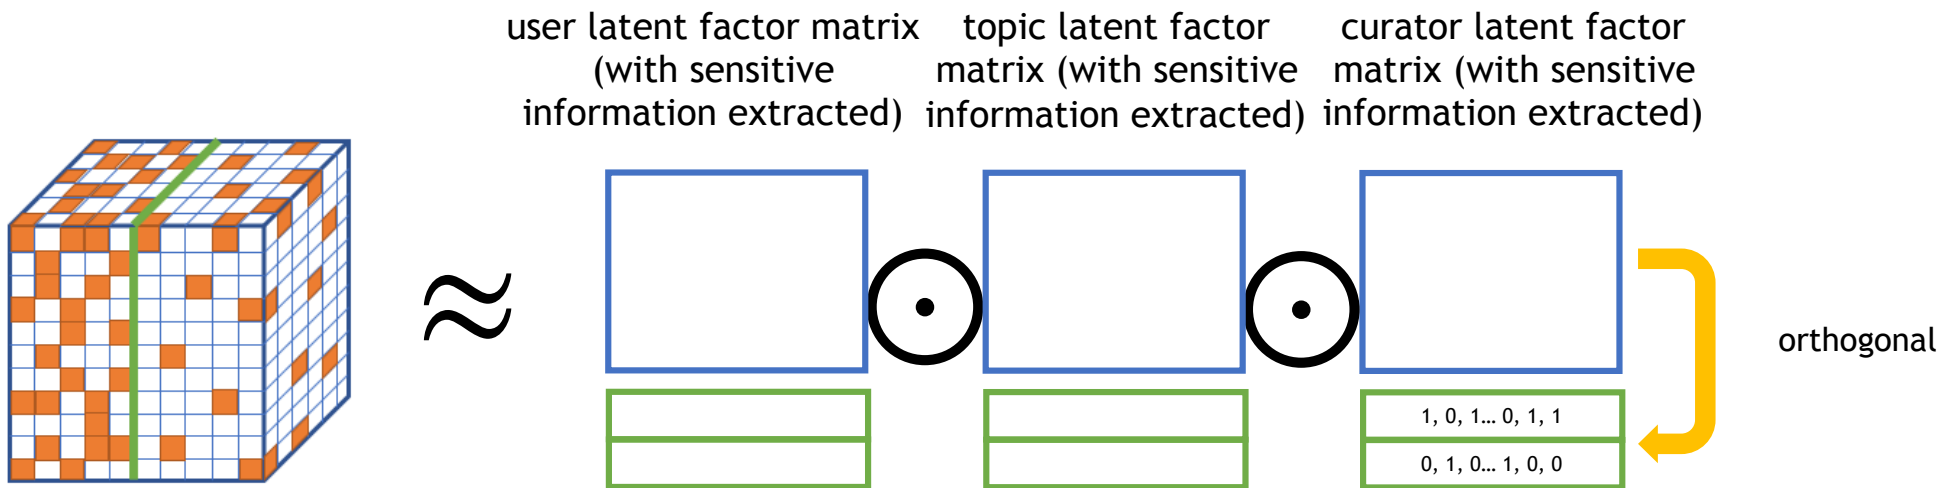 user latent factor matrix
(with sensitive
information extracted)
topic latent factor
matrix (with sensitive
information extracted)
curator latent factor
matrix (with sensitive
information extracted)
≈
orthogonal
1, 0, 1... 0, 1, 1
0, 1, 0... 1, 0, 0